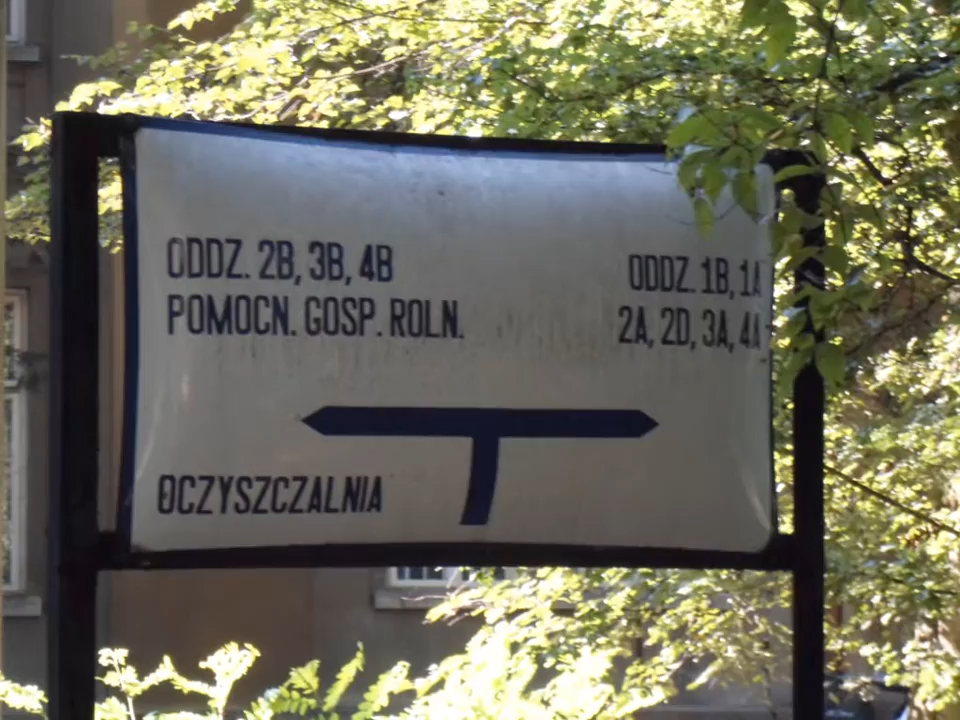 ODDZ. 2B, 3B, 4B
POMOCN. GOSP. ROLN.
ODDZ. 1B, 1A
2A, 2D, 3A, 4A
OCZYSZCZALNIA